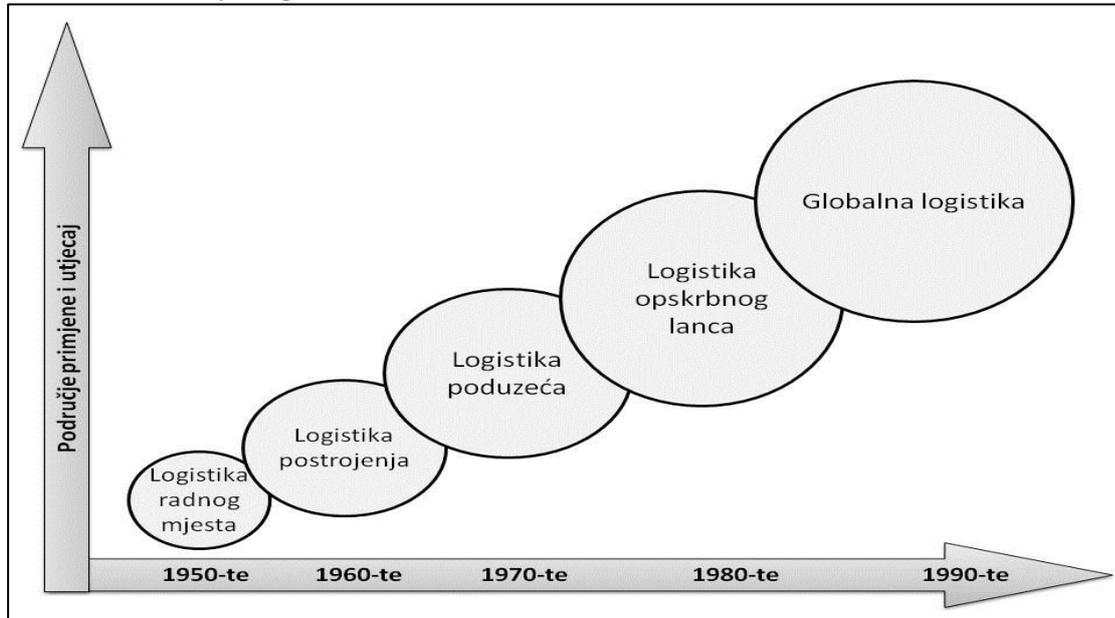 Područje primjene i utjecaj
Globalna logistika
Logistika
opskrbnog
lanca
Logistika
poduzeća
Logistika
postrojenja
Logistika
radnog
mjesta
1950-te 1960-te 1970-te 1980-te 1990-te